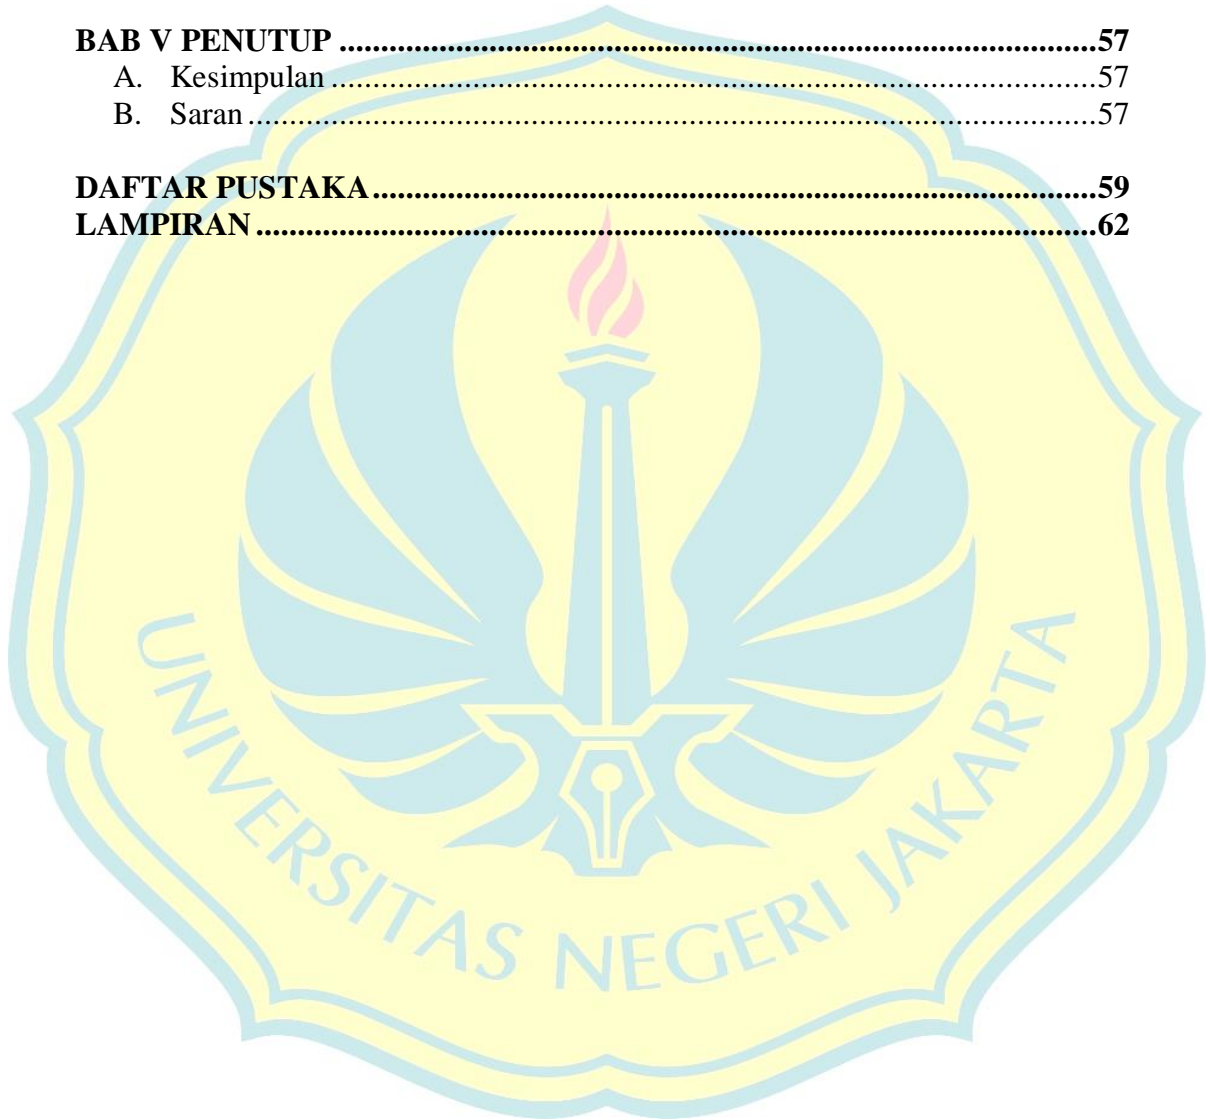 BAB V PENUTUP ............................................................................................57
A. Kesimpulan .............................................................................................57
B. Saran .......................................................................................................57
DAFTAR PUSTAKA........................................................................................59
LAMPIRAN ......................................................................................................62
UNIVERSITAS NEGERI JAKARTA